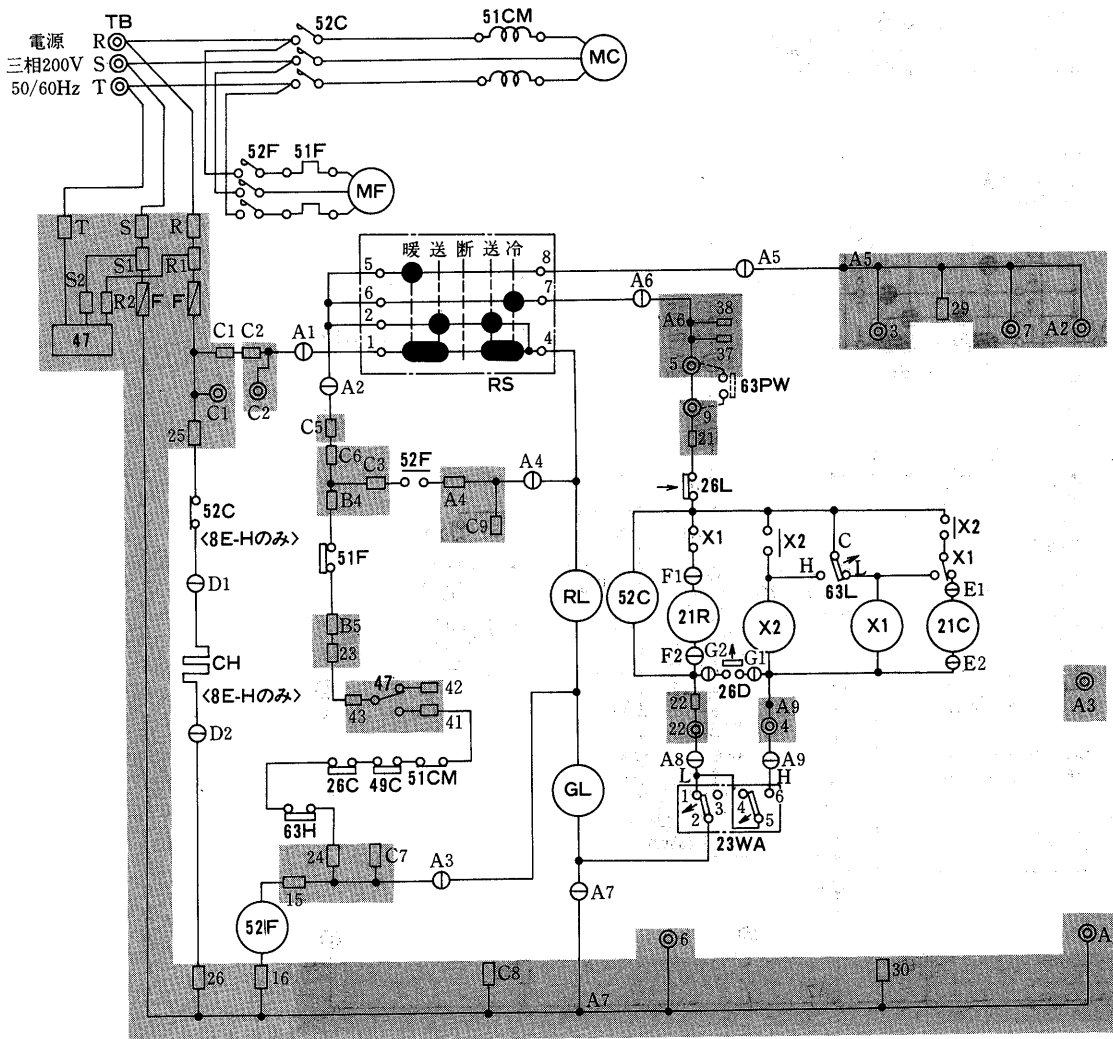 TB
52C
51CM
電源
R
三相200V
S
50/60Hz
T
MC
52F
51F
MF
T
S
R
暖 送 断 送 冷
S2
S1
R1
R2
F
F
47
5
8
6
7
2
1
4
RS
C1
C2
A1
A2
C1
C2
25
A6
A5
A5
A6
38
37
5
63PW
9
21
29
3
7
A2
C5
C6
C3
52F
A4
A4
B4
C9
52C
〈8E-Hのみ〉
D1
51F
26L
X1
X2
C
X2
X1
H
L
63L
F1
E1
RL
52C
21R
X2
X1
21C
B5
23
F2
G2
G1
E2
26D
CH
〈8E-Hのみ〉
D2
47
42
43
41
22
22
A9
4
A3
26C
49C
51CM
A8
A9
L
H
GL
63H
1
3
4
6
2
5
23WA
24
C7
A3
15
A7
52F
26
16
C8
6
30
A
A7